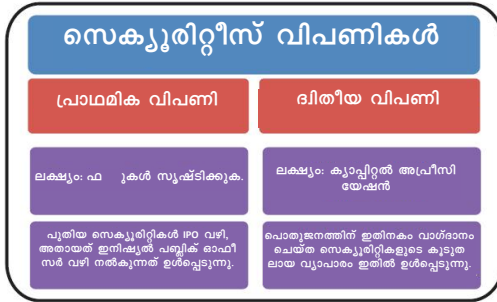 സെക്യൂരിറ്റീസ് വിപണികൾ
പ്രാഥമിക വിപണി
ദ്വിതീയ വിപണി
ലക്ഷ്യം: സൃഷ്ടിക്കുക.
ലക്ഷ്യം: ക്യാപ്പിറ്റൽ അപ്രീസി
യേഷൻ
പുതിയ സെക്യൂരിറ്റികൾ IPO വഴി,
അതായത് ഇനിഷ്യൽ പബ്ലിക് ഓഫീ
സർ വഴി നൽകുന്നത് ഉൾപ്പെടുന്നു.
പൊതുജനത്തിന് ഇതിനകം വാഗ്ദാനം
ചെയ്ത സെക്യൂരിറ്റികളുടെ കൂടുത
ലായ വ്യാപാരം ഇതിൽ ഉൾപ്പെടുന്നു.